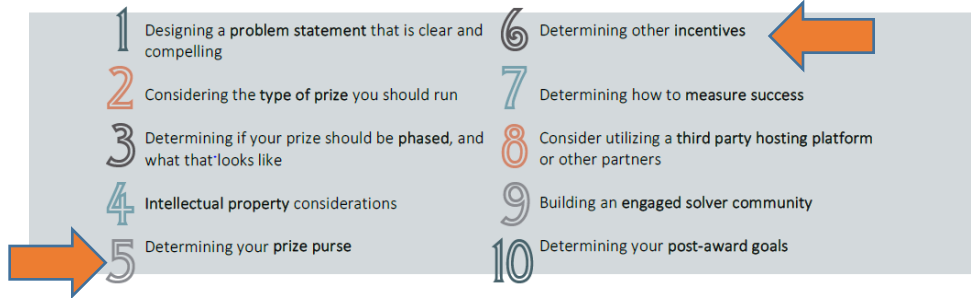 1 Designing a problem statement that is clear and
compelling
2 Considering the type of prize you should run
3 Determining if your prize should be phased, and
what that looks like
4 Intellectual property considerations
5 Determining your prize purse
6 Determining other incentives
7 Determining how to measure success
8 Consider utilizing a third party hosting platform
or other partners
9 Building an engaged solver community
10 Determining your post-award goals